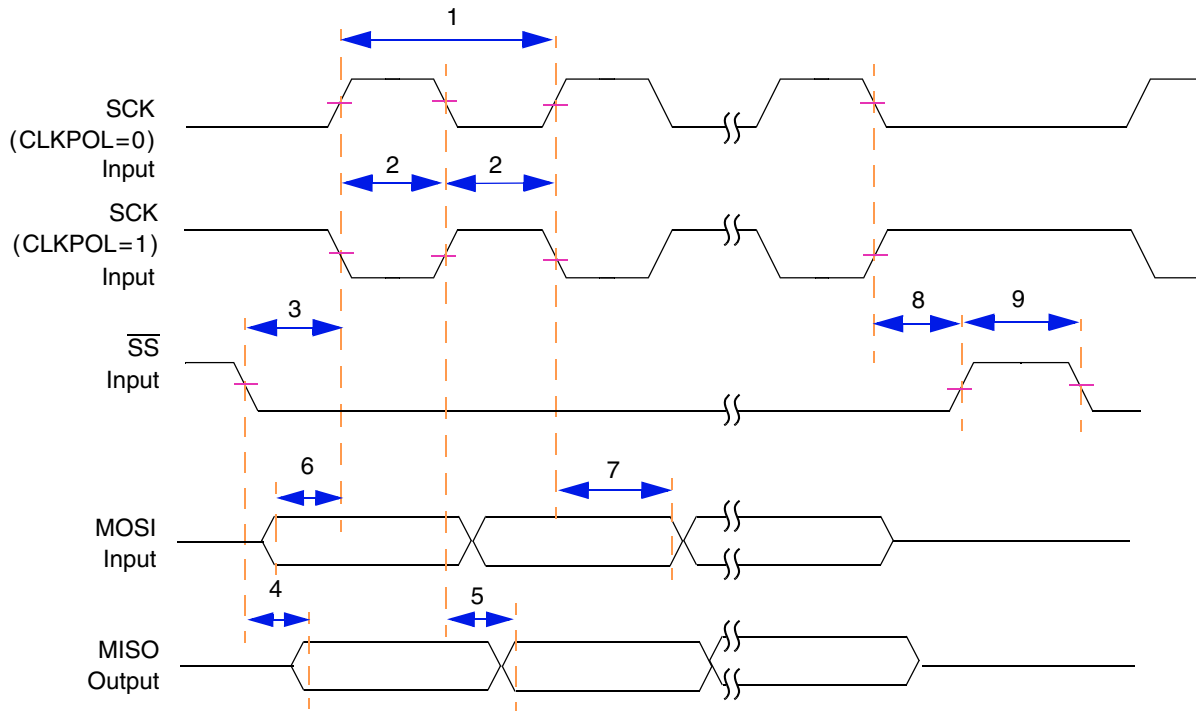 1
SCK
(CLKPOL=0)
Input
2 2
SCK
(CLKPOL=1)
Input
3
8 9
SS
Input
6
7
MOSI
Input
4
5
MISO
Output